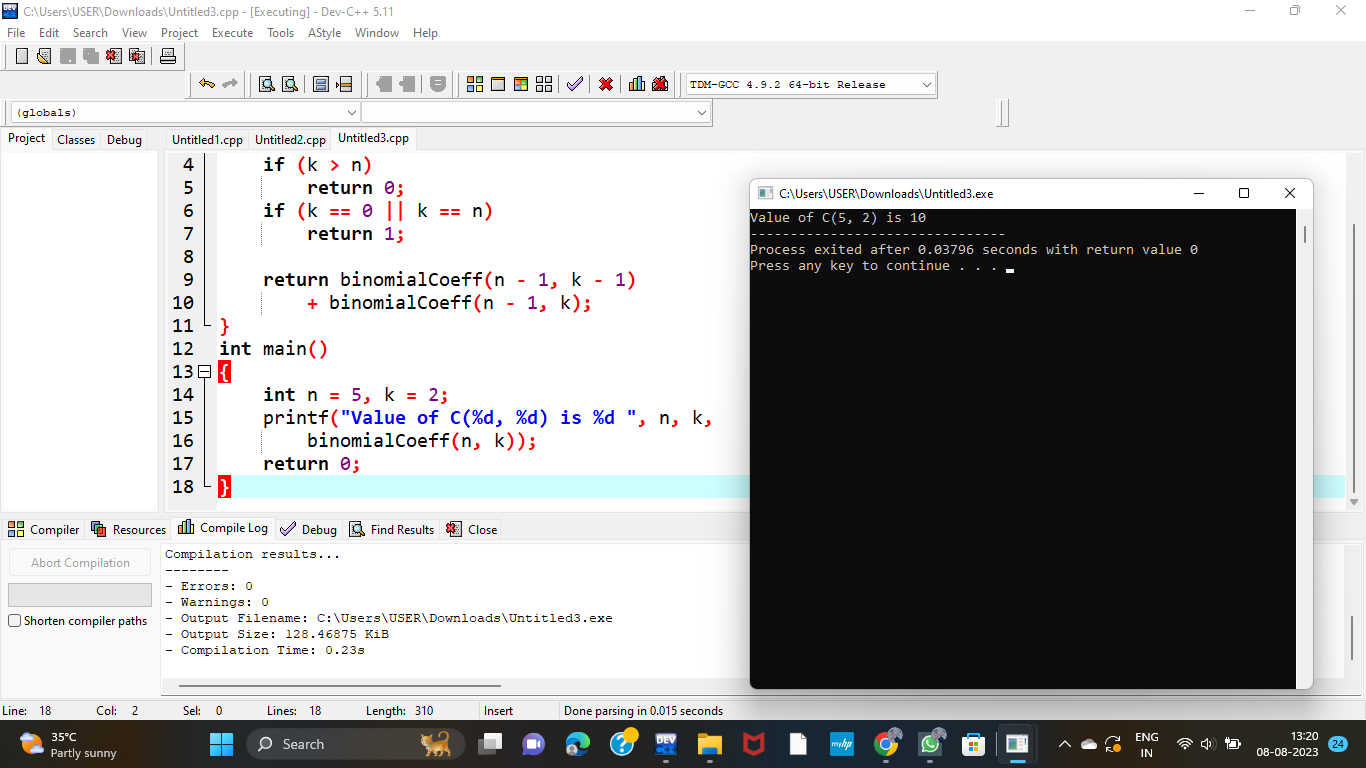 C:\Users\USER\Downloads\Untitled3.cpp - [Executing] - Dev-C++ 5.11
File Edit Search View Project Execute Tools AStyle Window Help
TDM-GCC 4.9.2 64-bit Release
(globals)
Project Classes Debug
Untitled1.cpp Untitled2.cpp Untitled3.cpp
4 if (k > n)
5 return 0;
6 if (k == 0 || k == n)
7 return 1;
8
9 return binomialCoeff(n - 1, k - 1)
10 + binomialCoeff(n - 1, k);
11 }
12 int main()
13 {
14 int n = 5, k = 2;
15 printf("Value of C(%d, %d) is %d ", n, k,
16 binomialCoeff(n, k));
17 return 0;
18 }
C:\Users\USER\Downloads\Untitled3.exe
Value of C(5, 2) is 10
--------------------------------
Process exited after 0.03796 seconds with return value 0
Press any key to continue . . .
Compiler Resources Compile Log Debug Find Results Close
Abort Compilation
Shorten compiler paths
Compilation results...
--------
- Errors: 0
- Warnings: 0
- Output Filename: C:\Users\USER\Downloads\Untitled3.exe
- Output Size: 128.46875 KiB
- Compilation Time: 0.23s
Line: 18 Col: 2 Sel: 0 Lines: 18 Length: 310 Insert Done parsing in 0.015 seconds
35°C
Partly sunny
Search
DEV
myhp
ENG
IN
13:20
08-08-2023
24